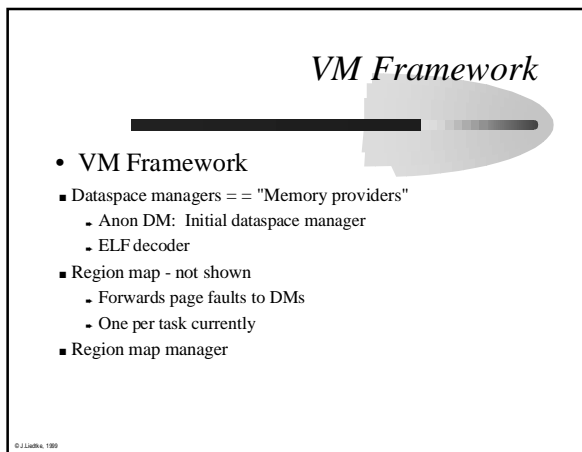 VM Framework
• VM Framework
■ Dataspace managers = = "Memory providers"
Anon DM: Initial dataspace manager
ELF decoder
■ Region map - not shown
Forwards page faults to DMs
One per task currently
■ Region map manager
© J.Liedtke, 1999